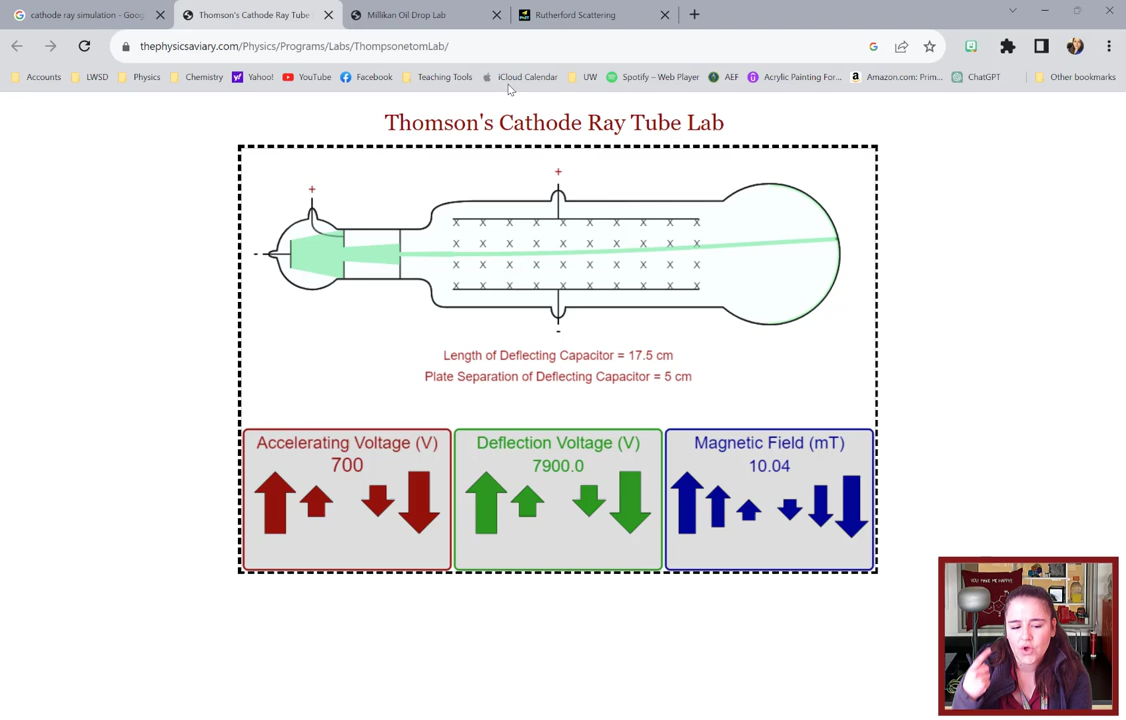 cathode ray simulation - Goog
Thomson's Cathode Ray Tube
Millikan Oil Drop Lab
Rutherford Scattering
thephysicsaviary.com/Physics/Programs/Labs/ThompsonetomLab/
Accounts LWSD Physics Chemistry Yahoo! YouTube Facebook Teaching Tools iCloud Calendar UW Spotify – Web Player AEF Acrylic Painting For... Amazon.com: Prim... ChatGPT Other bookmarks
Thomson's Cathode Ray Tube Lab
+
+
x x x x x x x x x x
x x x x x x x x x x
-
x x x x x x x x x x
x x x x x x x x x x
-
Length of Deflecting Capacitor = 17.5 cm
Plate Separation of Deflecting Capacitor = 5 cm
Accelerating Voltage (V)
700
Deflection Voltage (V)
7900.0
Magnetic Field (mT)
10.04
YOU MAKE ME HAPPY